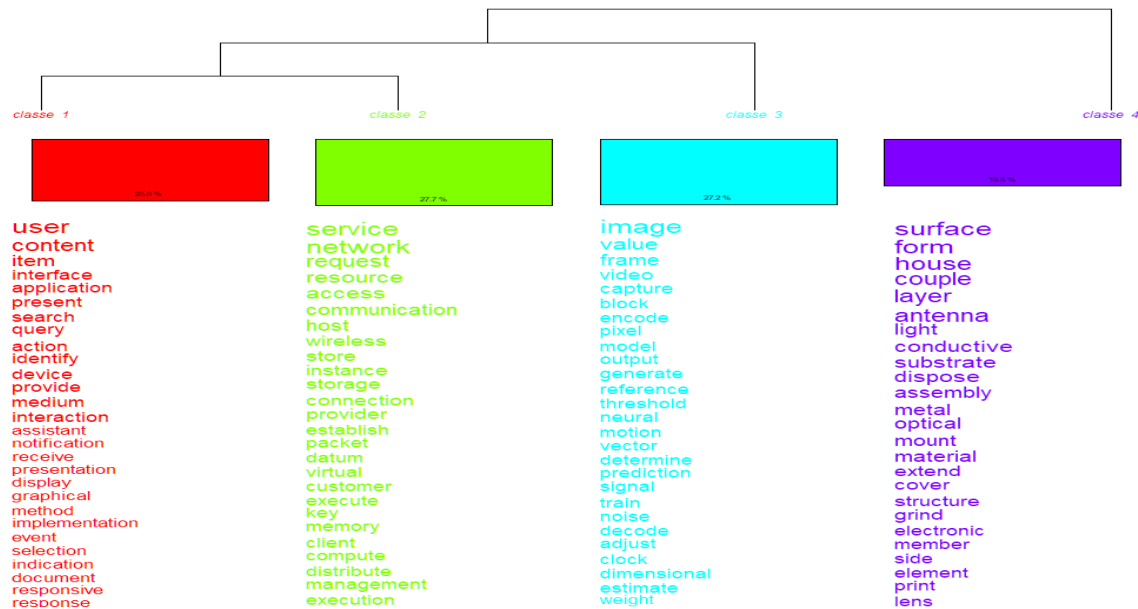 classe 1
classe 2
classe 3
classe 4
25.6 %
27.7 %
27.2 %
19.5 %
user
content
item
interface
application
present
search
query
action
identify
device
provide
medium
interaction
assistant
notification
receive
presentation
display
graphical
method
implementation
event
selection
indication
document
responsive
response
service
network
request
resource
access
communication
host
wireless
store
instance
storage
connection
provider
establish
packet
datum
virtual
customer
execute
key
memory
client
compute
distribute
management
execution
image
value
frame
video
capture
block
encode
pixel
model
output
generate
reference
threshold
neural
motion
vector
determine
prediction
signal
train
noise
decode
adjust
clock
dimensional
estimate
weight
surface
form
house
couple
layer
antenna
light
conductive
substrate
dispose
assembly
metal
optical
mount
material
extend
cover
structure
grind
electronic
member
side
element
print
lens